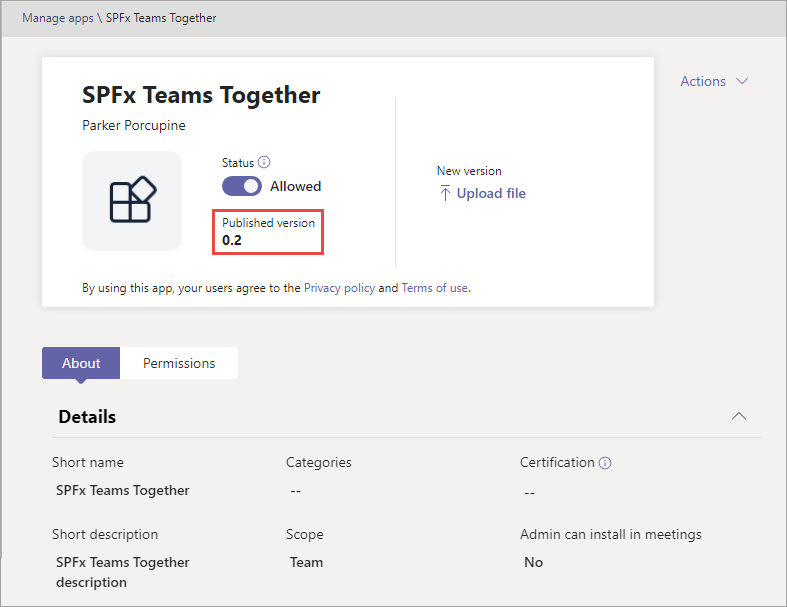 Manage apps \ SPFx Teams Together
SPFx Teams Together
Actions
Parker Porcupine
Status
Allowed
Published version
0.2
New version
Upload file
By using this app, your users agree to the Privacy policy and Terms of use.
About Permissions
Details
Short name Categories Certification
SPFx Teams Together -- --
Short description Scope Admin can install in meetings
SPFx Teams Together Team No
description